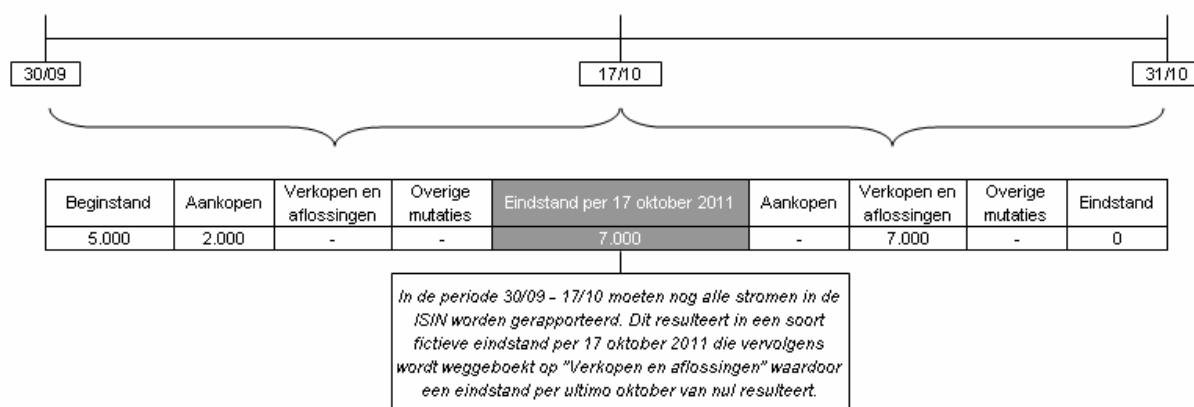 30/09 17/10 31/10
Beginstand Aankopen Verkopen en aflossingen Overige mutaties Eindstand per 17 oktober 2011 Aankopen Verkopen en aflossingen Overige mutaties Eindstand
5.000 2.000 - - 7.000 - 7.000 - 0
In de periode 30/09 - 17/10 moeten nog alle stromen in de
ISIN worden gerapporteerd. Dit resulteert in een soort
fictieve eindstand per 17 oktober 2011 die vervolgens
wordt weggeboekt op "Verkopen en aflossingen" waardoor
een eindstand per ultimo oktober van nul resulteert.